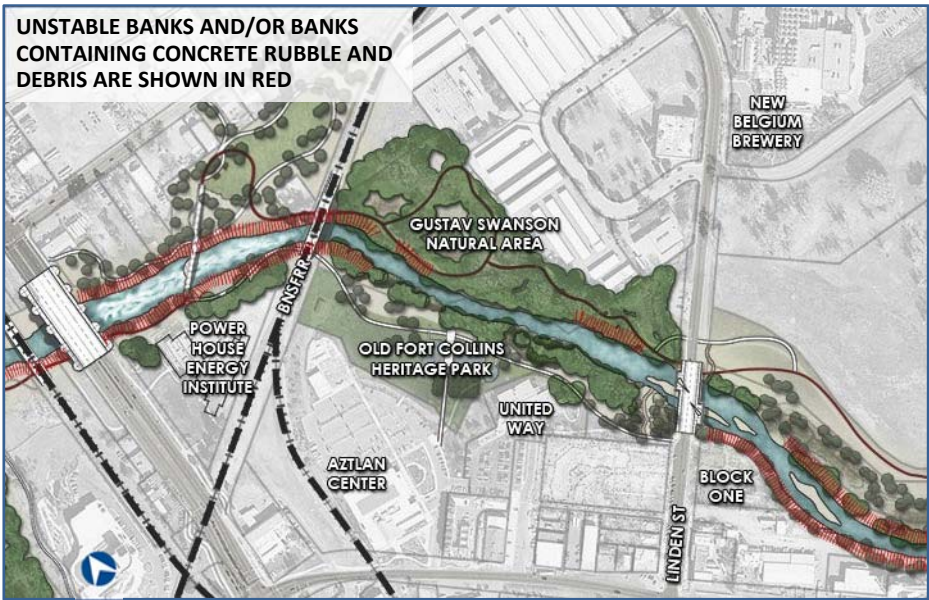 UNSTABLE BANKS AND/OR BANKS
CONTAINING CONCRETE RUBBLE AND
DEBRIS ARE SHOWN IN RED
NEW
BELGIUM
BREWERY
GUSTAV SWANSON
NATURAL AREA
BNSFRR
POWER
HOUSE
ENERGY
INSTITUTE
OLD FORT COLLINS
HERITAGE PARK
UNITED
WAY
AZTLAN
CENTER
BLOCK
ONE
LINDEN ST